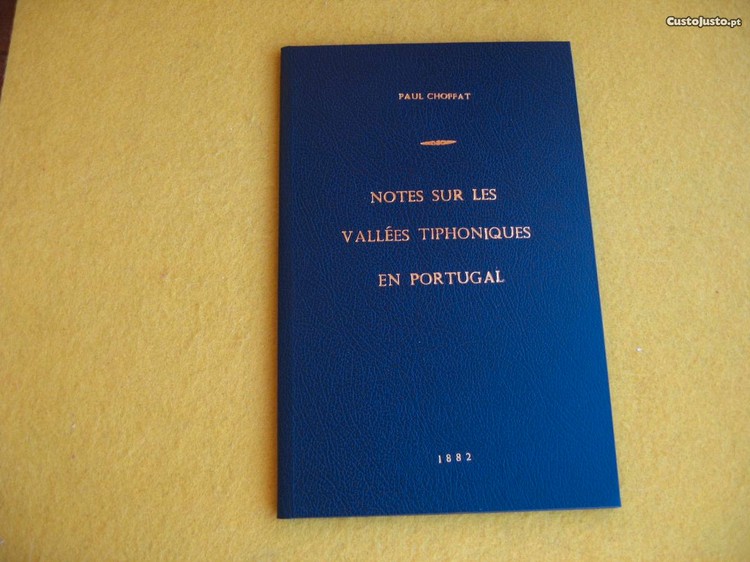 CustoJusto.pt
PAUL CHOFFAT
NOTES SUR LES
VALLÉES TIPHONIQUES
EN PORTUGAL
1882